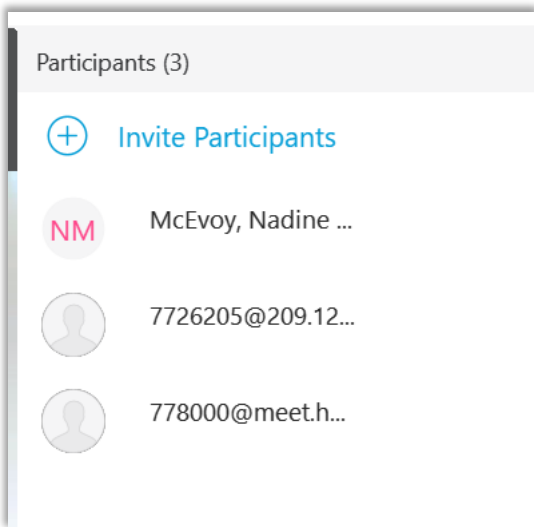 Participants (3)
Invite Participants
NM
McEvoy, Nadine ...
7726205@209.12...
778000@meet.h...